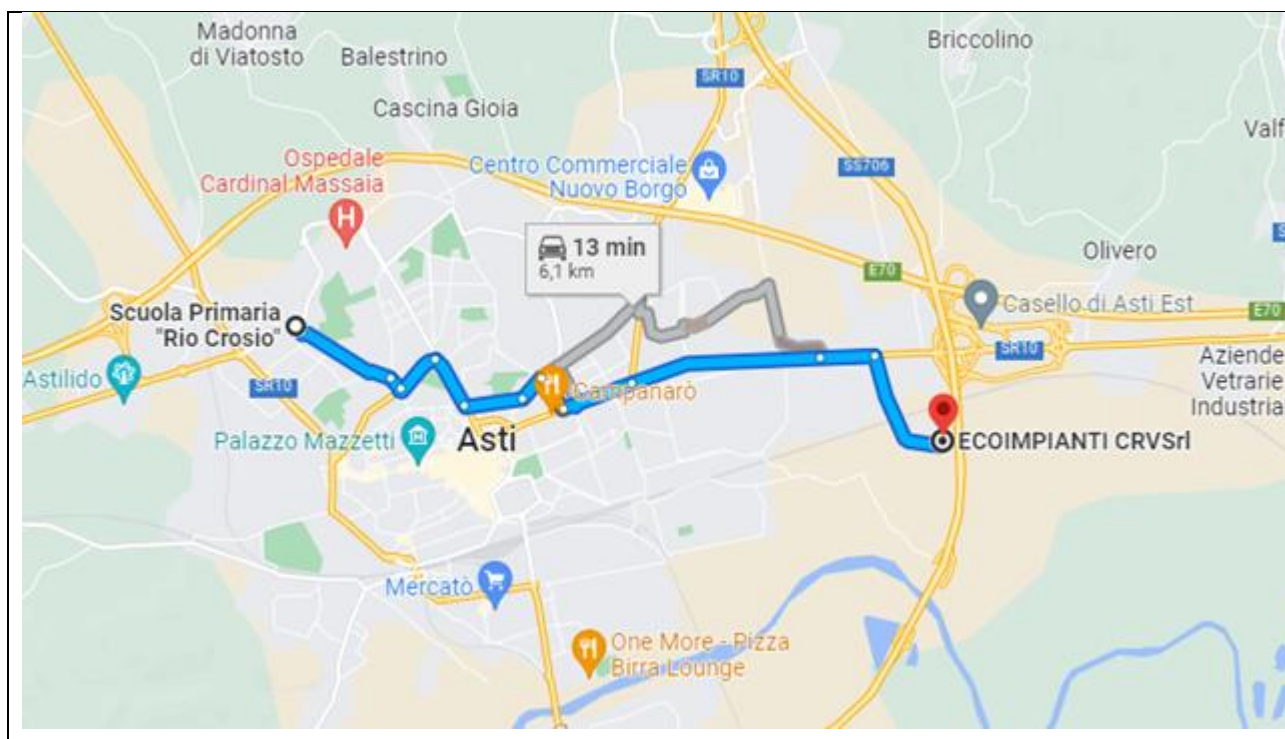 Madonna
di Viatosto
Balestrino
Briccolino
SR10
Cascina Gioia
Valf
Ospedale
Cardinal Massaia
H
Centro Commerciale
Nuovo Borgo
SS706
13 min
6,1 km
Olivero
E70
Scuola Primaria
"Rio Crosio"
Casello di Asti Est
E70
SR10
Astilido
SR10
Aziende
Vetrarie
Industria
Campanarò
Palazzo Mazzetti
Asti
ECOIMPIANTI CRVSrl
Mercatò
One More - Pizza
Birra Lounge